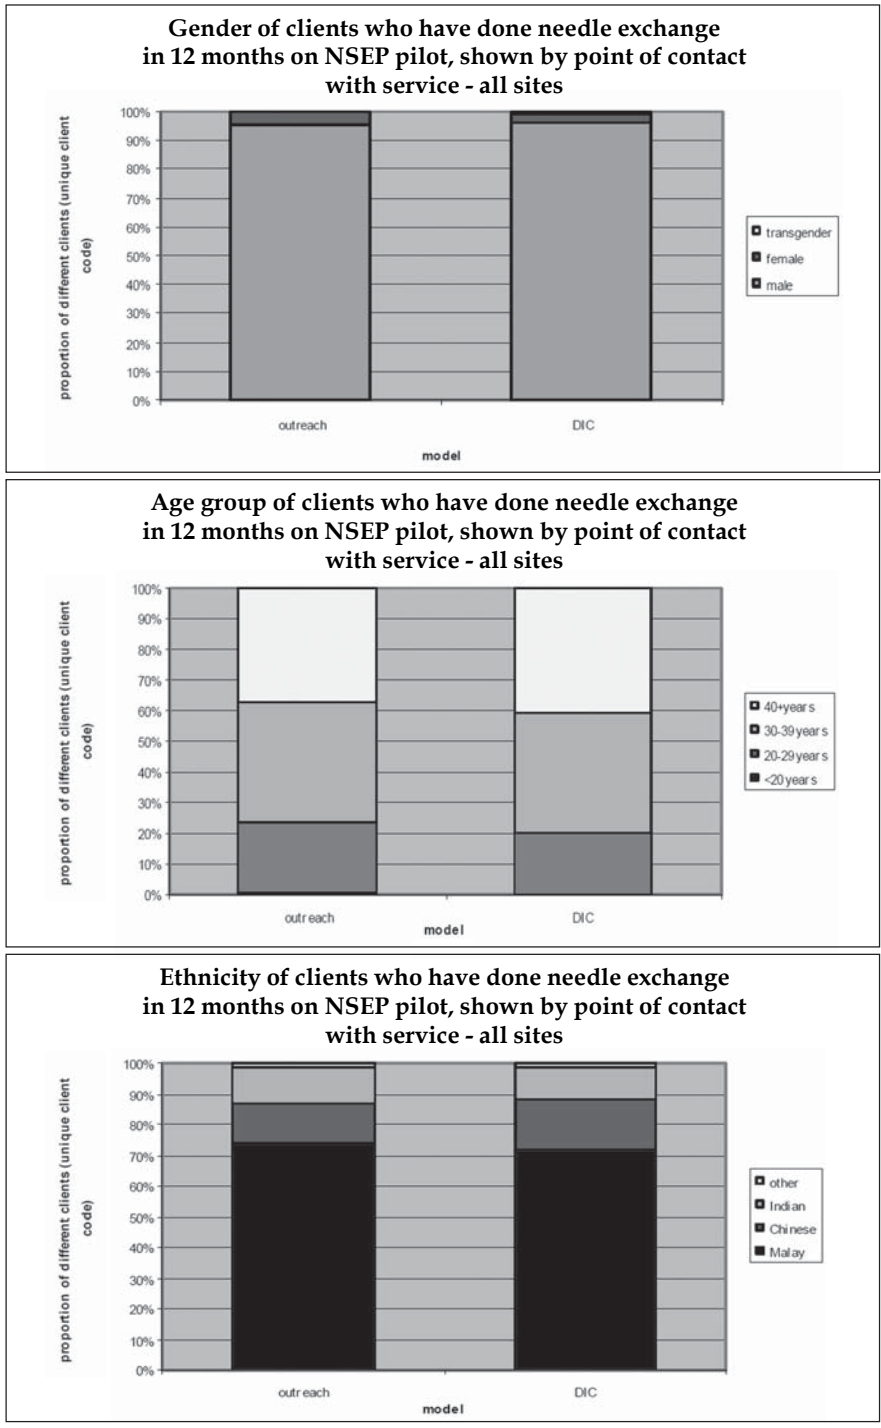 Gender of clients who have done needle exchange
in 12 months on NSEP pilot, shown by point of contact
with service - all sites
proportion of different clients (unique client
code)
100%
90%
80%
70%
60%
50%
40%
30%
20%
10%
0%
outreach
DIC
model
transgender
female
male
Age group of clients who have done needle exchange
in 12 months on NSEP pilot, shown by point of contact
with service - all sites
proportion of different clients (unique client
code)
100%
90%
80%
70%
60%
50%
40%
30%
20%
10%
0%
outreach
DIC
model
40+years
30-39years
20-29years
<20years
Ethnicity of clients who have done needle exchange
in 12 months on NSEP pilot, shown by point of contact
with service - all sites
proportion of different clients (unique client
code)
100%
90%
80%
70%
60%
50%
40%
30%
20%
10%
0%
outreach
DIC
model
other
Indian
Chinese
Malay